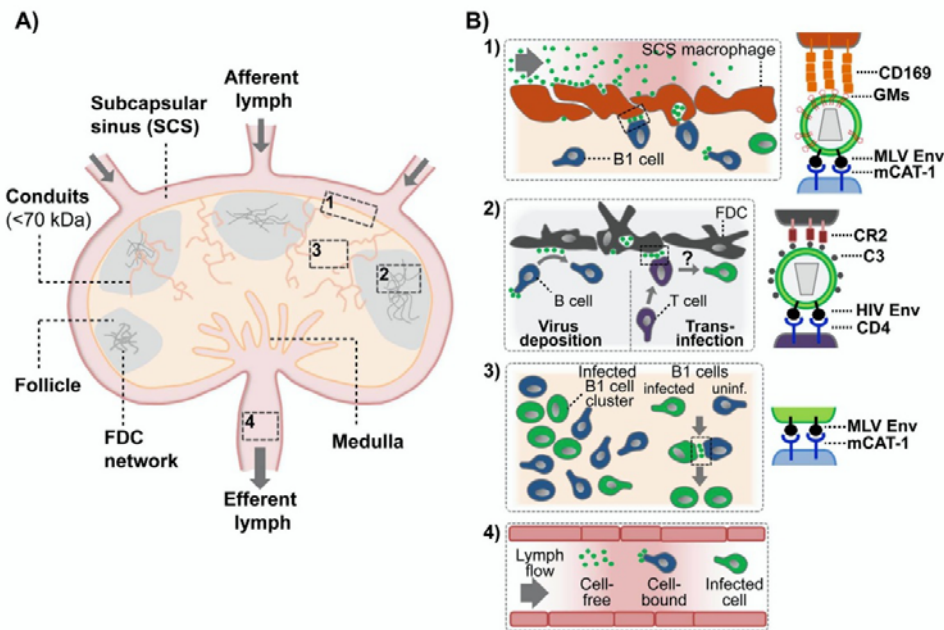 A)
Afferent
lymph
Subcapsular
sinus (SCS)
Conduits
(<70 kDa)
1
3
2
Follicle
FDC
network
4
Medulla
Efferent
lymph
B)
1)
SCS macrophage
B1 cell
CD169
GMs
MLV Env
mCAT-1
2)
FDC
?
B cell
T cell
Virus
deposition
Trans-
infection
CR2
C3
HIV Env
CD4
3)
Infected
B1 cell
cluster
B1 cells
infected
uninf.
MLV Env
mCAT-1
4)
Lymph
flow
Cell-
free
Cell-
bound
Infected
cell